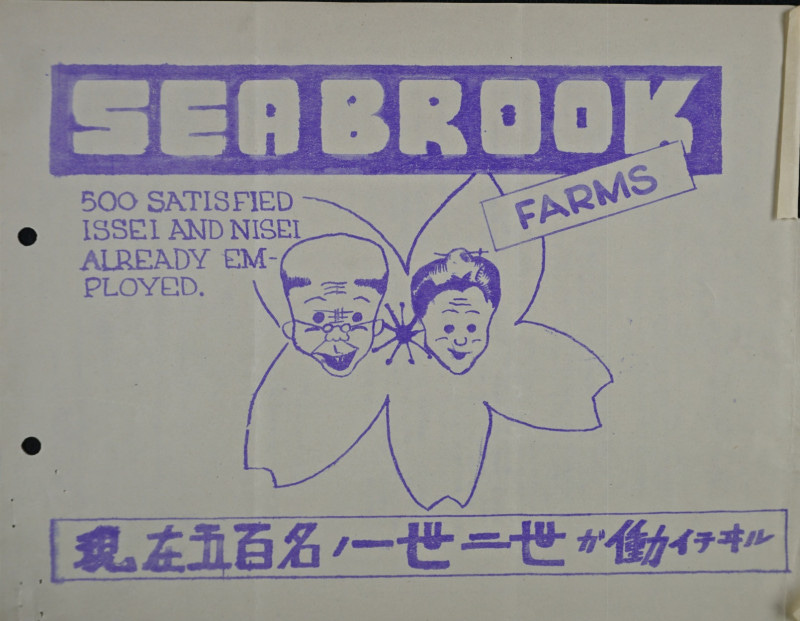 SEABROOK
FARMS
500 SATISFIED
ISSEI AND NISEI
ALREADY EM-
PLOYED.
現在五百名ノ一世二世ガ働イテヰル